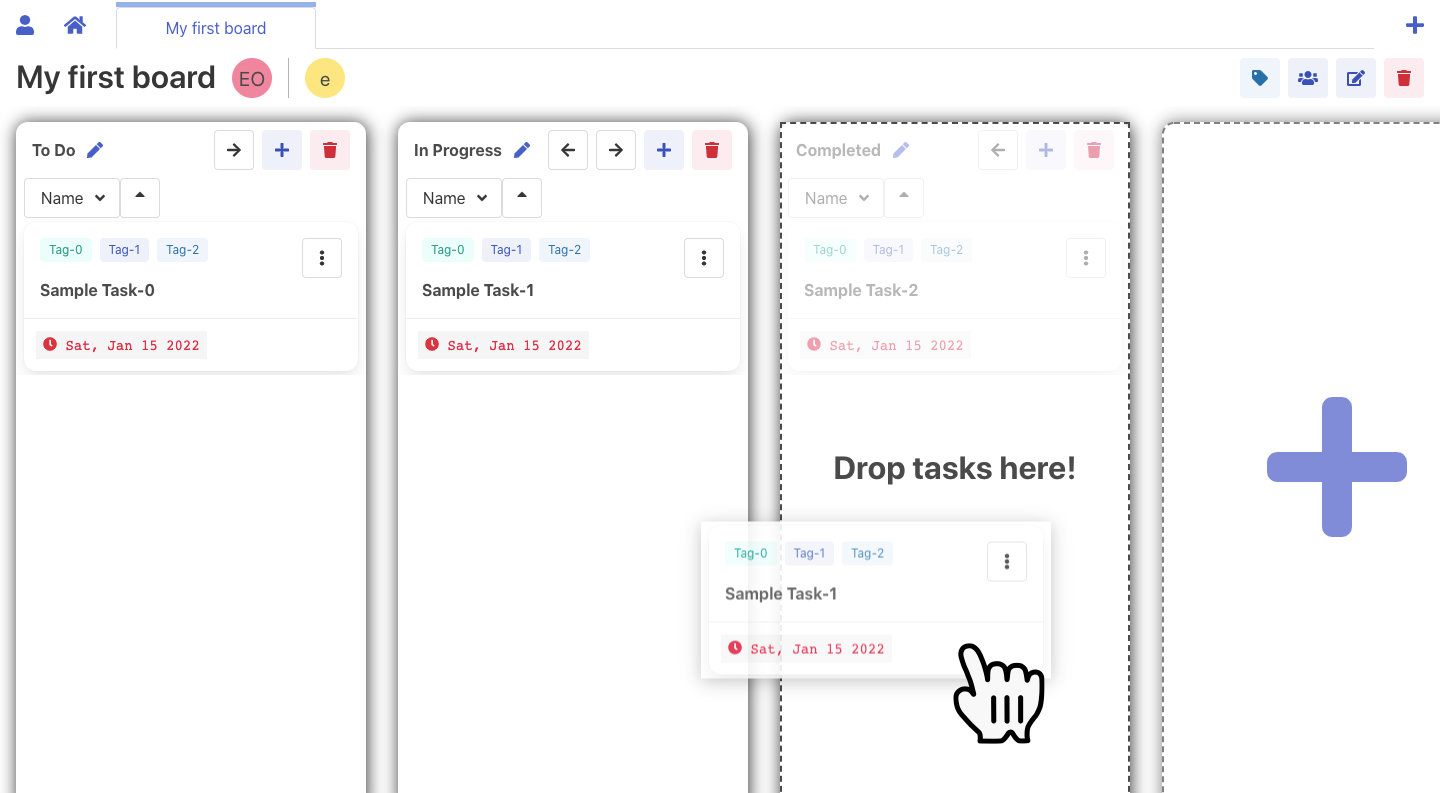 My first board
My first board EO e
To Do
Name
Tag-0 Tag-1 Tag-2
Sample Task-0
Sat, Jan 15 2022
In Progress
Name
Tag-0 Tag-1 Tag-2
Sample Task-1
Sat, Jan 15 2022
Completed
Name
Tag-0 Tag-1 Tag-2
Sample Task-2
Sat, Jan 15 2022
Drop tasks here!
Tag-0 Tag-1 Tag-2
Sample Task-1
Sat, Jan 15 2022